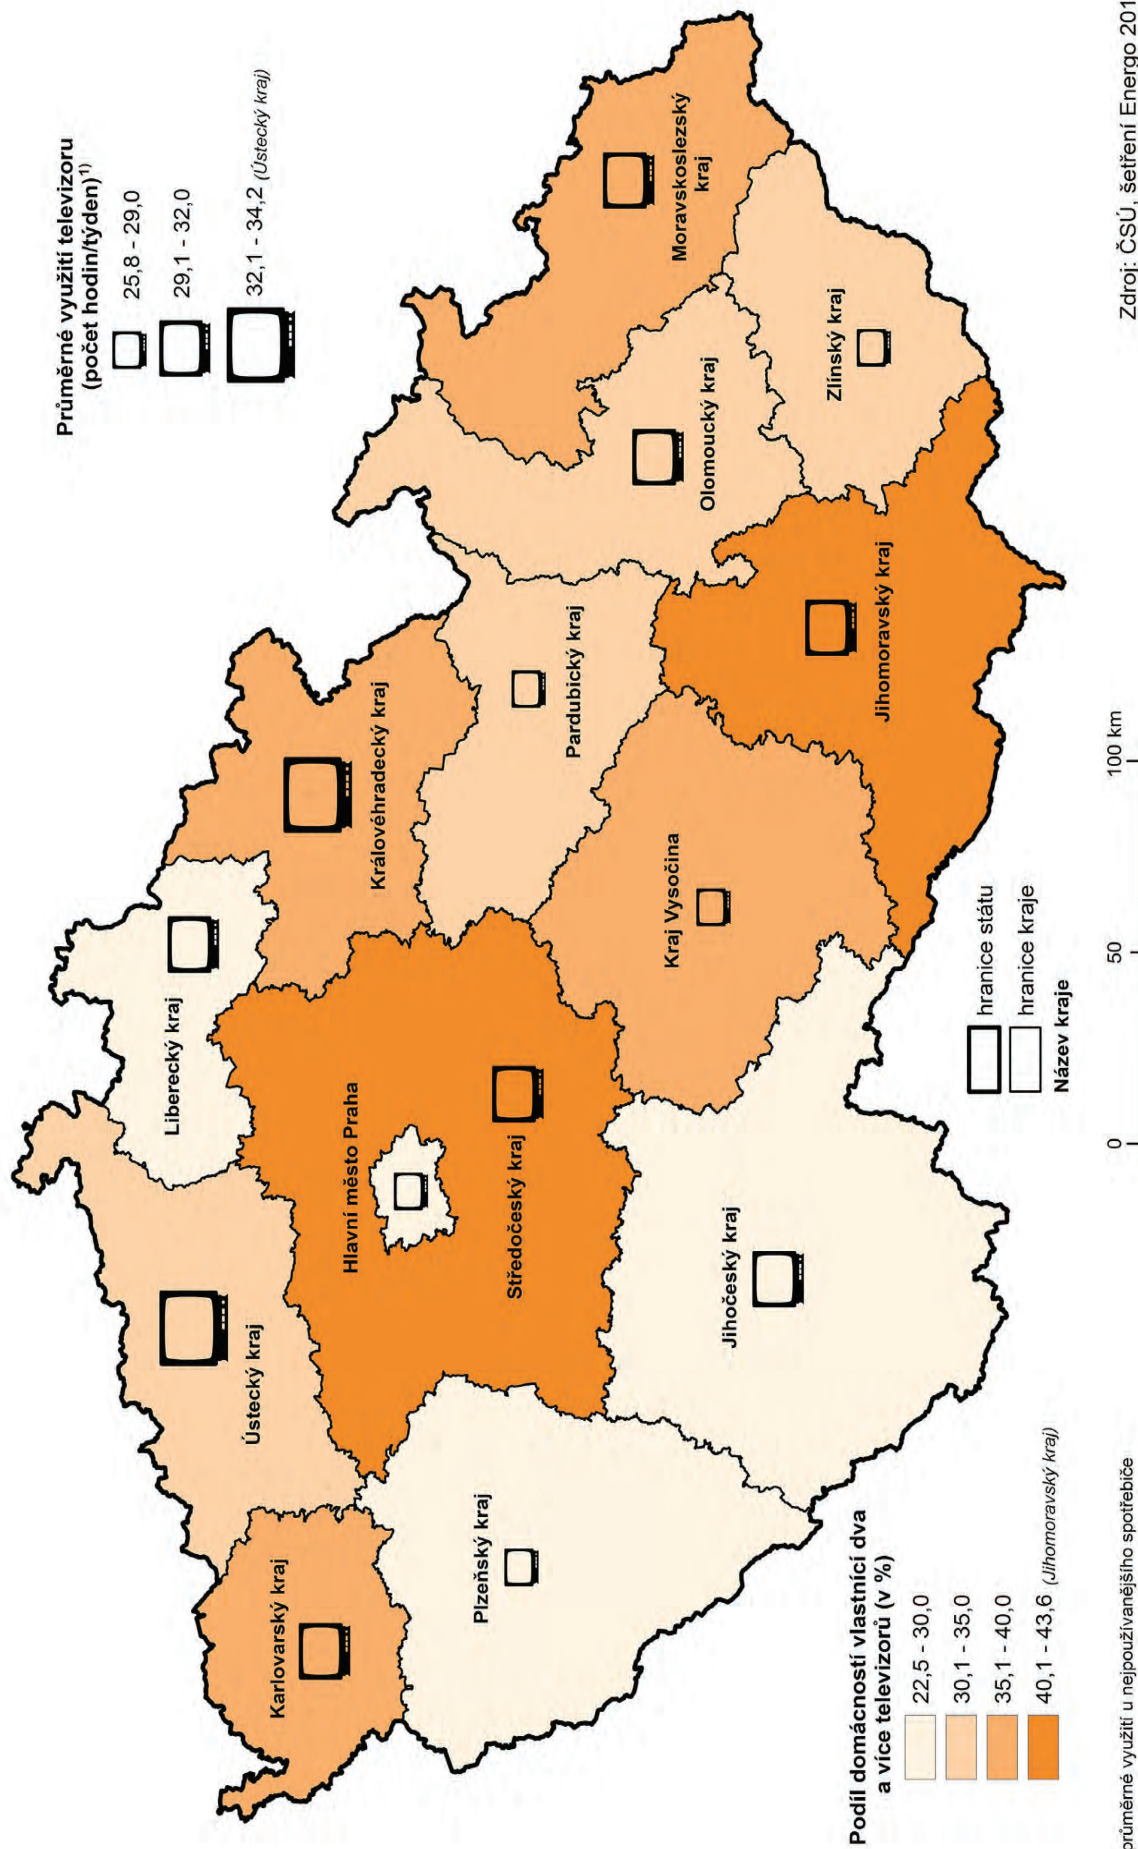 Průměrné využití televizoru
(počet hodin/týden)¹⁾
25,8 - 29,0
29,1 - 32,0
32,1 - 34,2 (Ústecký kraj)
Liberecký kraj
Ústecký kraj
Karlovarský kraj
Hlavní město Praha
Královéhradecký kraj
Středočeský kraj
Plzeňský kraj
Pardubický kraj
Moravskoslezský
kraj
Olomoucký kraj
Kraj Vysočina
Jihočeský kraj
Zlínský kraj
Jihomoravský kraj
Podíl domácností vlastnící dva
a více televizorů (v %)
22,5 - 30,0
30,1 - 35,0
35,1 - 40,0
40,1 - 43,6 (Jihomoravský kraj)
hranice státu
hranice kraje
Název kraje
0
50
100 km
průměrné využití u nejpoužívanějšího spotřebiče
Zdroj: ČSÚ, šetření Energo 201